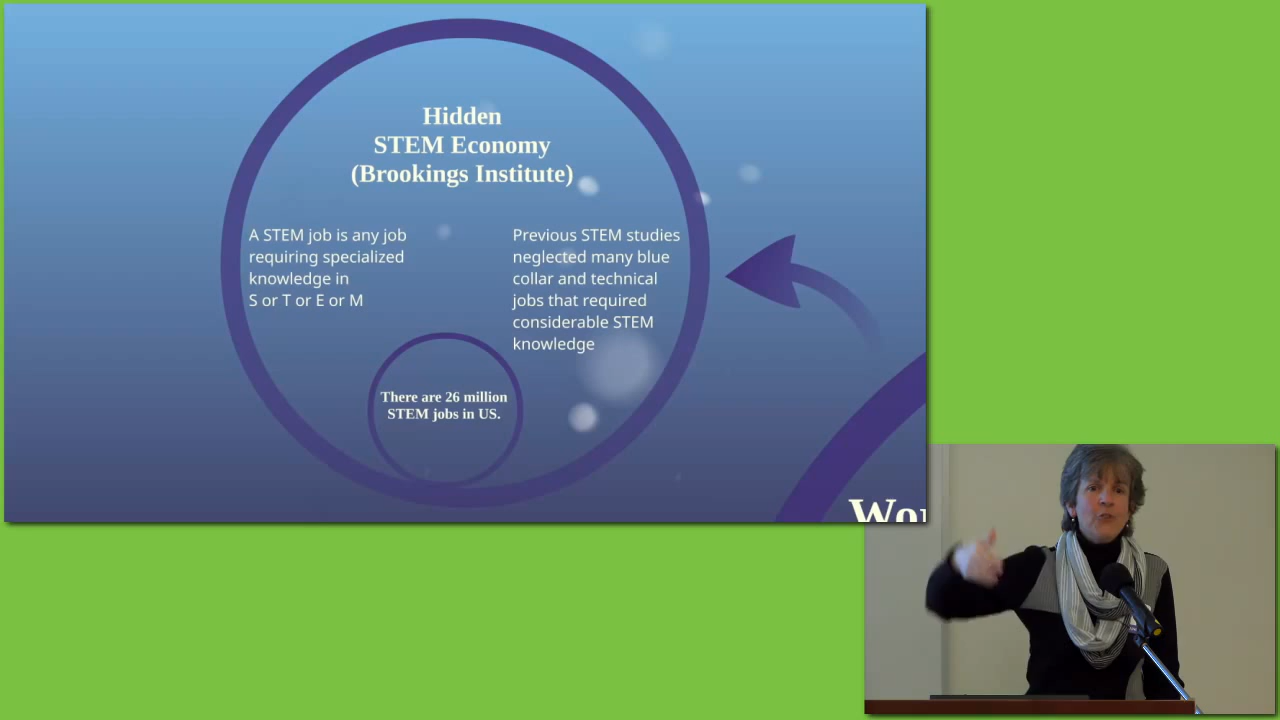 Hidden
STEM Economy
(Brookings Institute)
A STEM job is any job
requiring specialized
knowledge in
S or T or E or M
Previous STEM studies
neglected many blue
collar and technical
jobs that required
considerable STEM
knowledge
There are 26 million
STEM jobs in US.